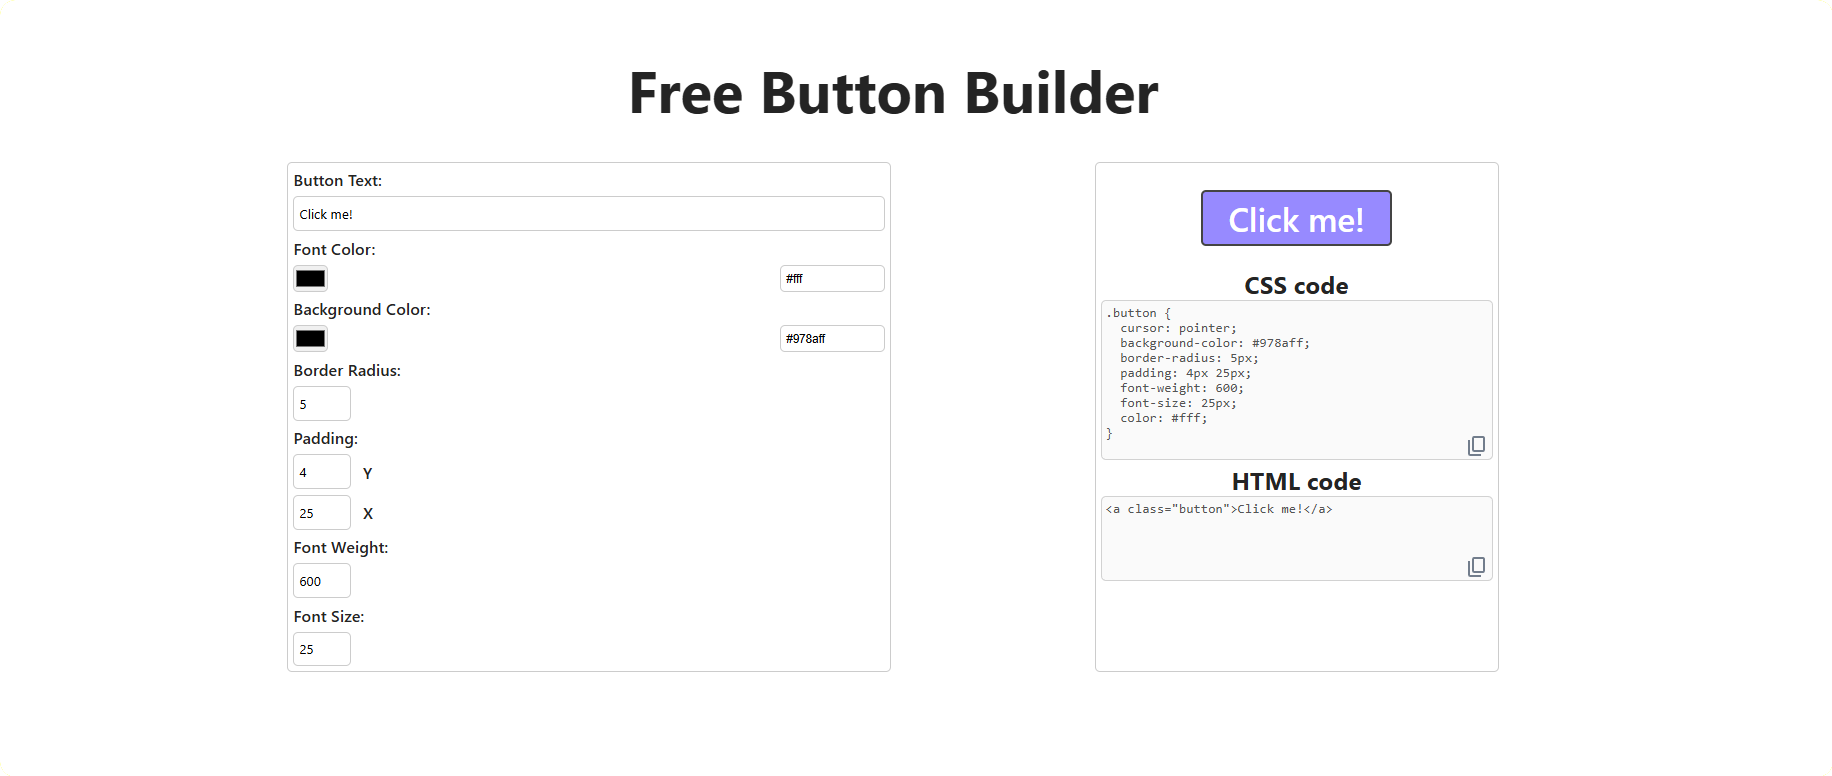 Free Button Builder
Button Text:
Click me!
Font Color:
#fff
Background Color:
#978aff
Border Radius:
5
Padding:
4 Y
25 X
Font Weight:
600
Font Size:
25
Click me!
CSS code
.button {
  cursor: pointer;
  background-color: #978aff;
  border-radius: 5px;
  padding: 4px 25px;
  font-weight: 600;
  font-size: 25px;
  color: #fff;
}
HTML code
<a class="button">Click me!</a>